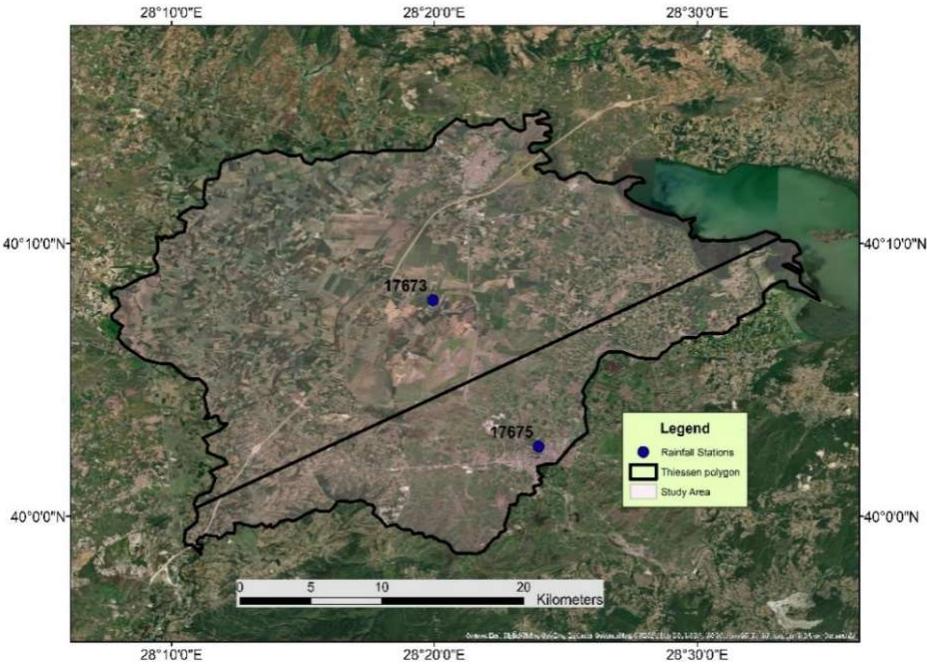 28°10'0"E 28°20'0"E 28°30'0"E
40°10'0"N 40°10'0"N
17673
17675
Legend
Rainfall Stations
Thiessen polygon
Study Area
40°0'0"N 40°0'0"N
0 5 10 20
Kilometers
28°10'0"E 28°20'0"E 28°30'0"E